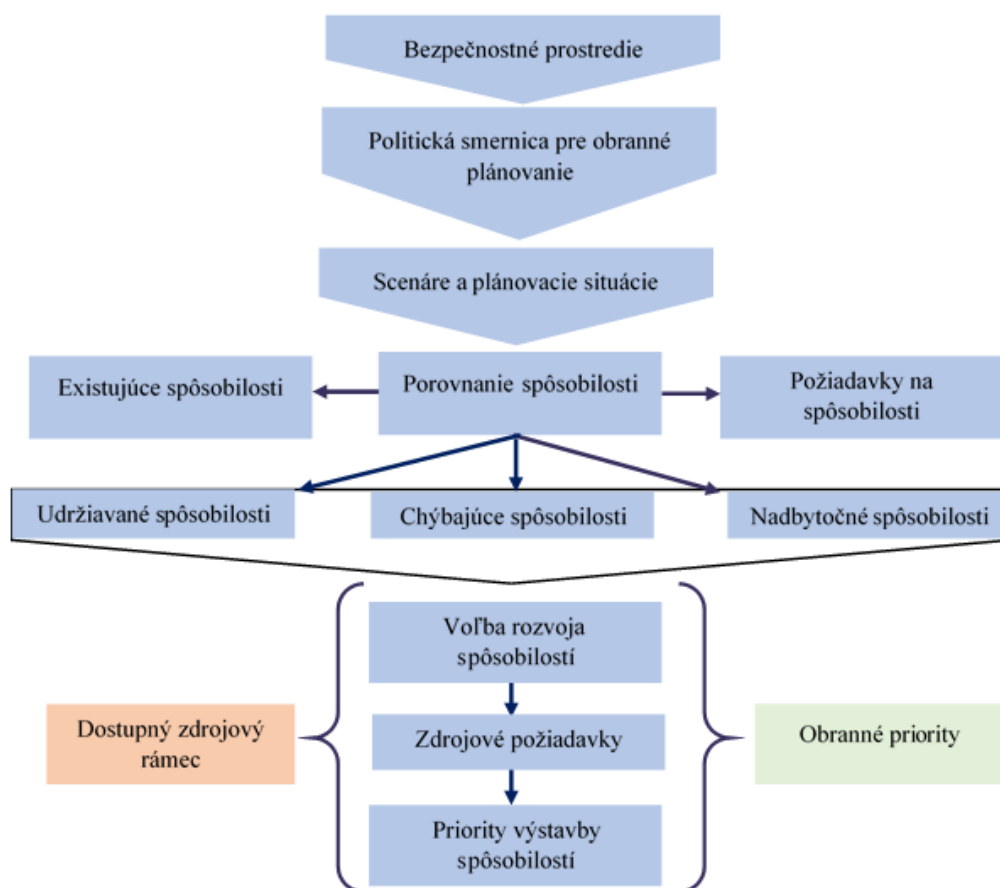 Bezpečnostné prostredie
Politická smernica pre obranné
plánovanie
Scenáre a plánovacie situácie
Existujúce spôsobilosti
Porovnanie spôsobilosti
Požiadavky na
spôsobilosti
Udržiavané spôsobilosti
Chýbajúce spôsobilosti
Nadbytočné spôsobilosti
Voľba rozvoja
spôsobilostí
Dostupný zdrojový
rámec
Zdrojové požiadavky
Obranné priority
Priority výstavby
spôsobilostí